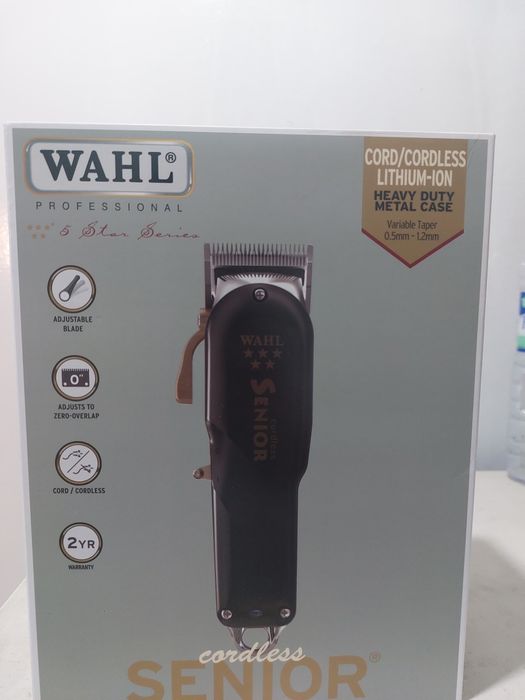 WAHL®
PROFESSIONAL
5 Star Series
CORD/CORDLESS
LITHIUM-ION
HEAVY DUTY
METAL CASE
Variable Taper
0.5mm - 1.2mm
ADJUSTABLE
BLADE
"0"
ADJUSTS TO
ZERO-OVERLAP
CORD / CORDLESS
2YR
WARRANTY
WAHL
SENIOR
cordless
cordless
SENIOR®